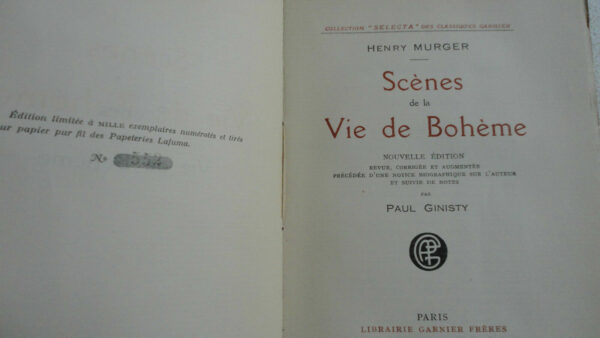 Édition limitée à MILLE exemplaires numérotés et tirés
ur papier pur fil des Papeteries Lafuma.
No 552
COLLECTION "SELECTA" DES CLASSIQUES GARNIER
HENRY MURGER
Scènes
de la
Vie de Bohème
NOUVELLE ÉDITION
REVUE, CORRIGÉE ET AUGMENTÉE
PRÉCÉDÉE D'UNE NOTICE BIOGRAPHIQUE SUR L'AUTEUR
ET SUIVIE DE NOTES
PAR
PAUL GINISTY
PARIS
LIBRAIRIE GARNIER FRÈRES